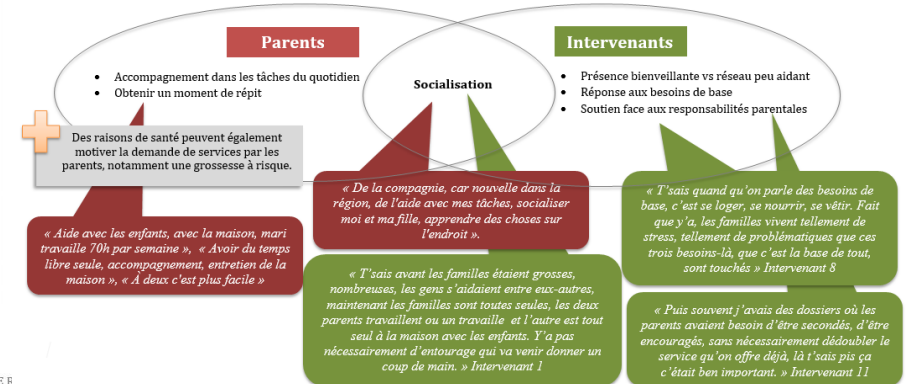 Parents
Intervenants
• Accompagnement dans les tâches du quotidien
• Obtenir un moment de répit
Socialisation
• Présence bienveillante vs réseau peu aidant
• Réponse aux besoins de base
• Soutien face aux responsabilités parentales
Des raisons de santé peuvent également
motiver la demande de services par les
parents, notamment une grossesse à risque.
« Aide avec les enfants, avec la maison, mari
travaille 70h par semaine », « Avoir du temps
libre seule, accompagnement, entretien de la
maison », « À deux c'est plus facile »
« De la compagnie, car nouvelle dans la
région, de l'aide avec mes tâches, socialiser
moi et ma fille, apprendre des choses sur
l'endroit ».
« T'sais avant les familles étaient grosses,
nombreuses, les gens s'aidaient entre eux-autres,
maintenant les familles sont toutes seules, les deux
parents travaillent ou un travaille et l'autre est tout
seul à la maison avec les enfants. Y'a pas
nécessairement d'entourage qui va venir donner un
coup de main. » Intervenant 1
« T'sais quand qu'on parle des besoins de
base, c'est se loger, se nourrir, se vêtir. Fait
que y'a, les familles vivent tellement de
stress, tellement de problématiques que ces
trois besoins-là, que c'est la base de tout,
sont touchés » Intervenant 8
« Puis souvent j'avais des dossiers où les
parents avaient besoin d'être secondés, d'être
encouragés, sans nécessairement dédoubler le
service qu'on offre déjà, là t'sais pis ça
c'était ben important. » Intervenant 11